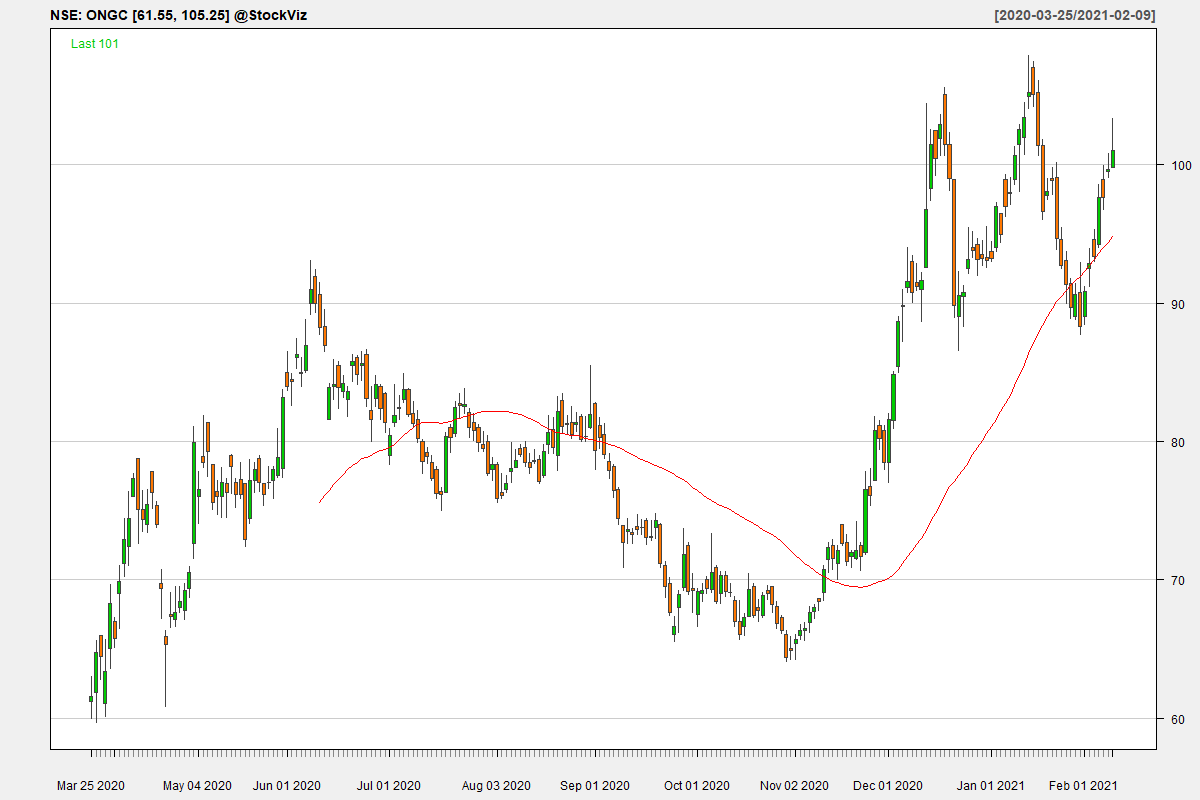 NSE: ONGC [61.55, 105.25] @StockViz
[2020-03-25/2021-02-09]
Last 101
100
90
80
70
60
Mar 25 2020 May 04 2020 Jun 01 2020 Jul 01 2020 Aug 03 2020 Sep 01 2020 Oct 01 2020 Nov 02 2020 Dec 01 2020 Jan 01 2021 Feb 01 2021